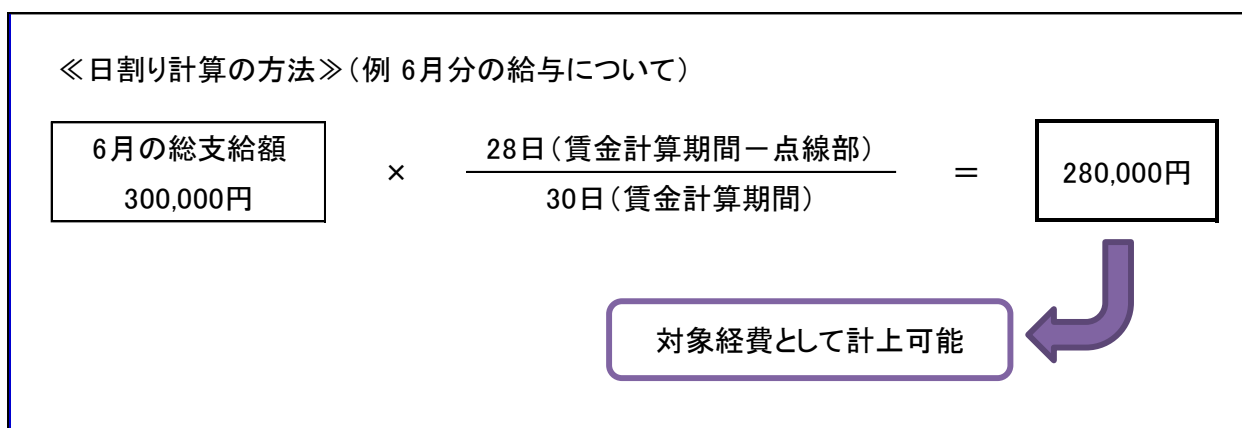 ≪日割り計算の方法≫(例 6月分の給与について)
6月の総支給額
300,000円
×
28日(賃金計算期間-点線部)
30日(賃金計算期間)
=
280,000円
対象経費として計上可能